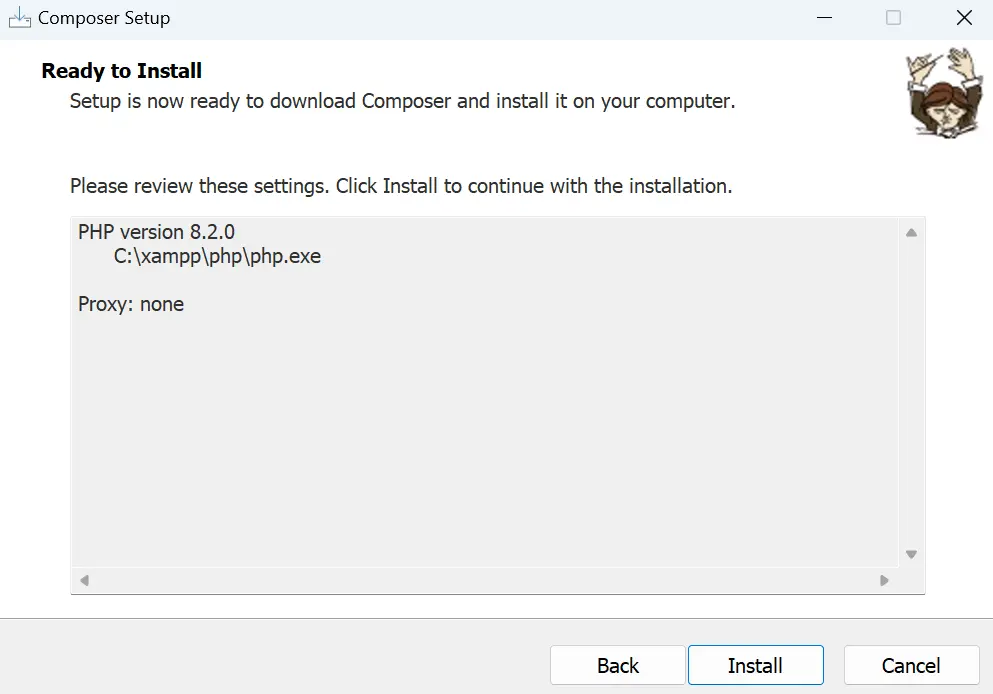 Composer Setup
Ready to Install
Setup is now ready to download Composer and install it on your computer.
Please review these settings. Click Install to continue with the installation.
PHP version 8.2.0
C:\xampp\php\php.exe
Proxy: none
Back
Install
Cancel